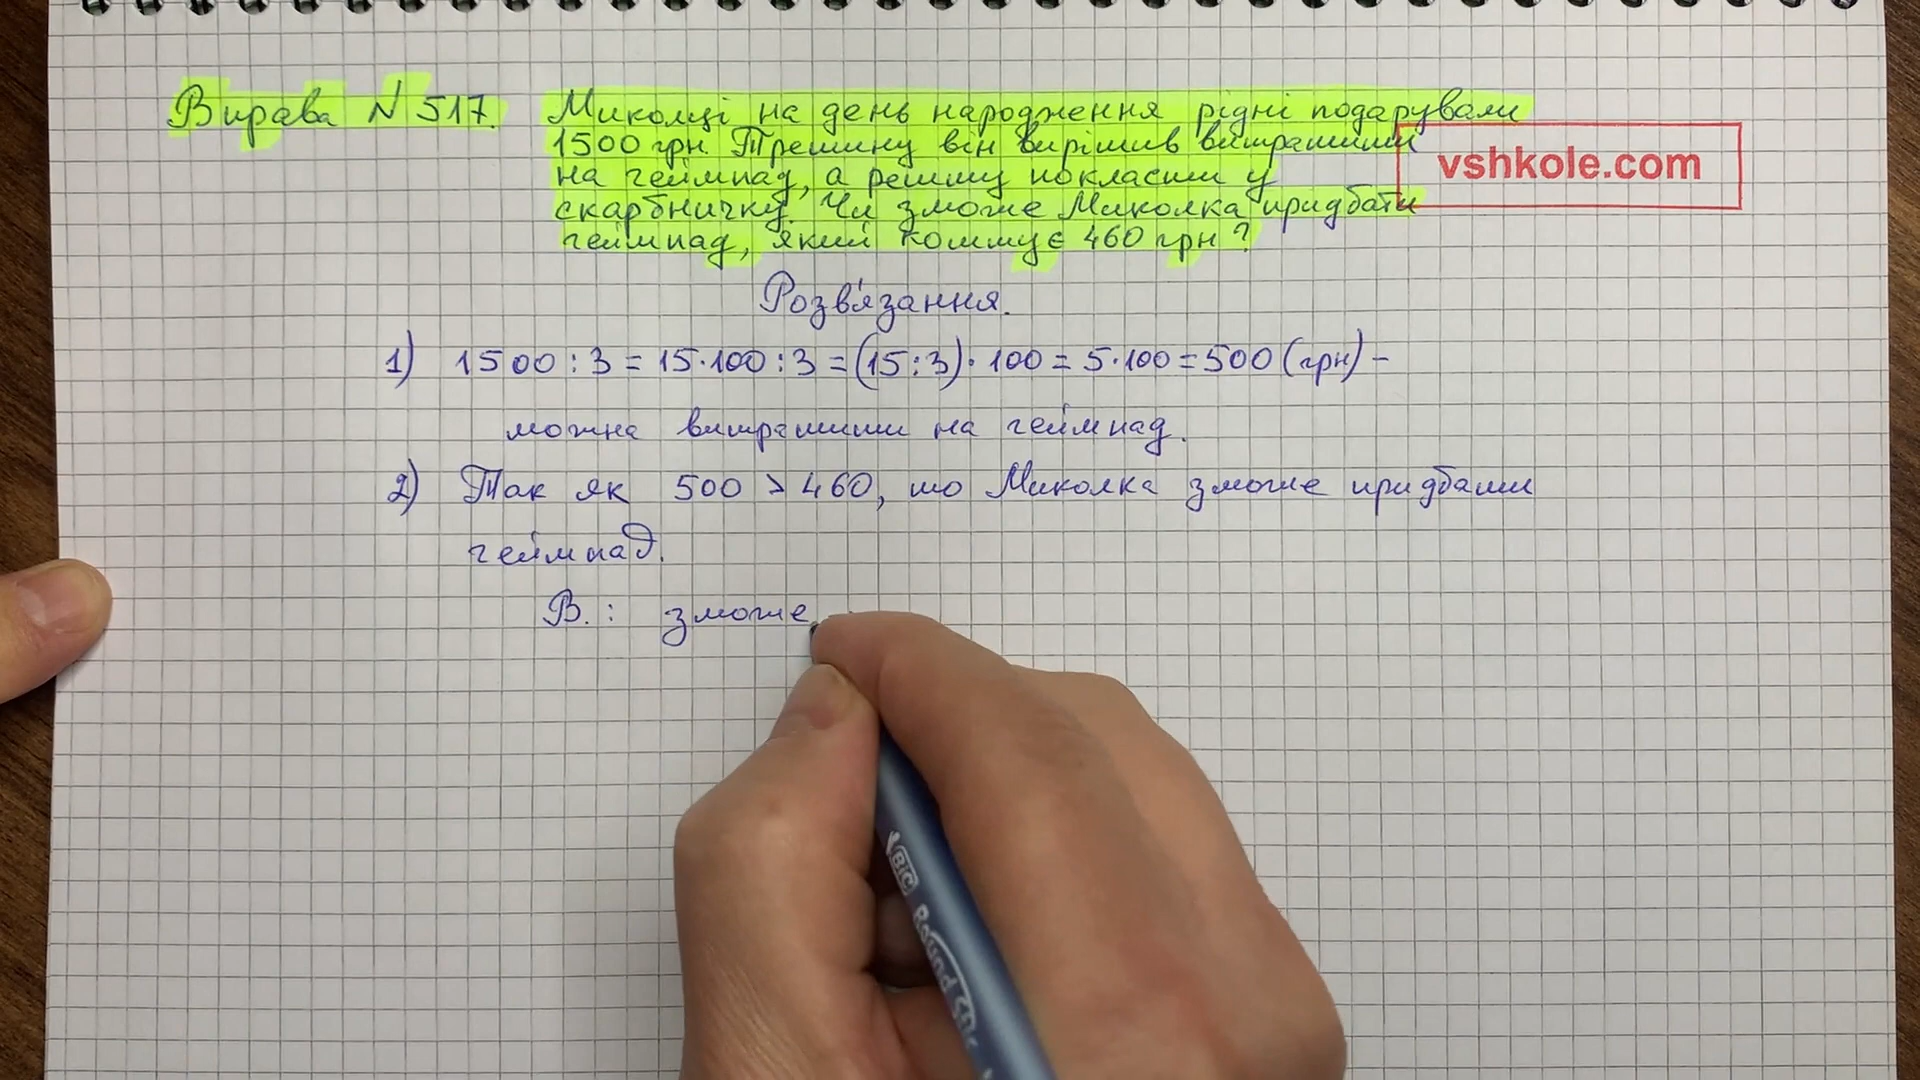 Вправа N 517. Миколці на день народження рідні подарували
1500 грн. Третину він вирішив витратити
vshkole.com
на геймпад, а решту покласти у
скарбничку. Чи зможе Миколка придбати
геймпад, який коштує 460 грн?
Розв'язання.
1) 1500 : 3 = 15·100 : 3 = (15:3)·100 = 5·100 = 500 (грн) –
можна витратити на геймпад.
2) Так як 500 > 460, то Миколка зможе придбати
геймпад.
В.: зможе
BIC Round Stic